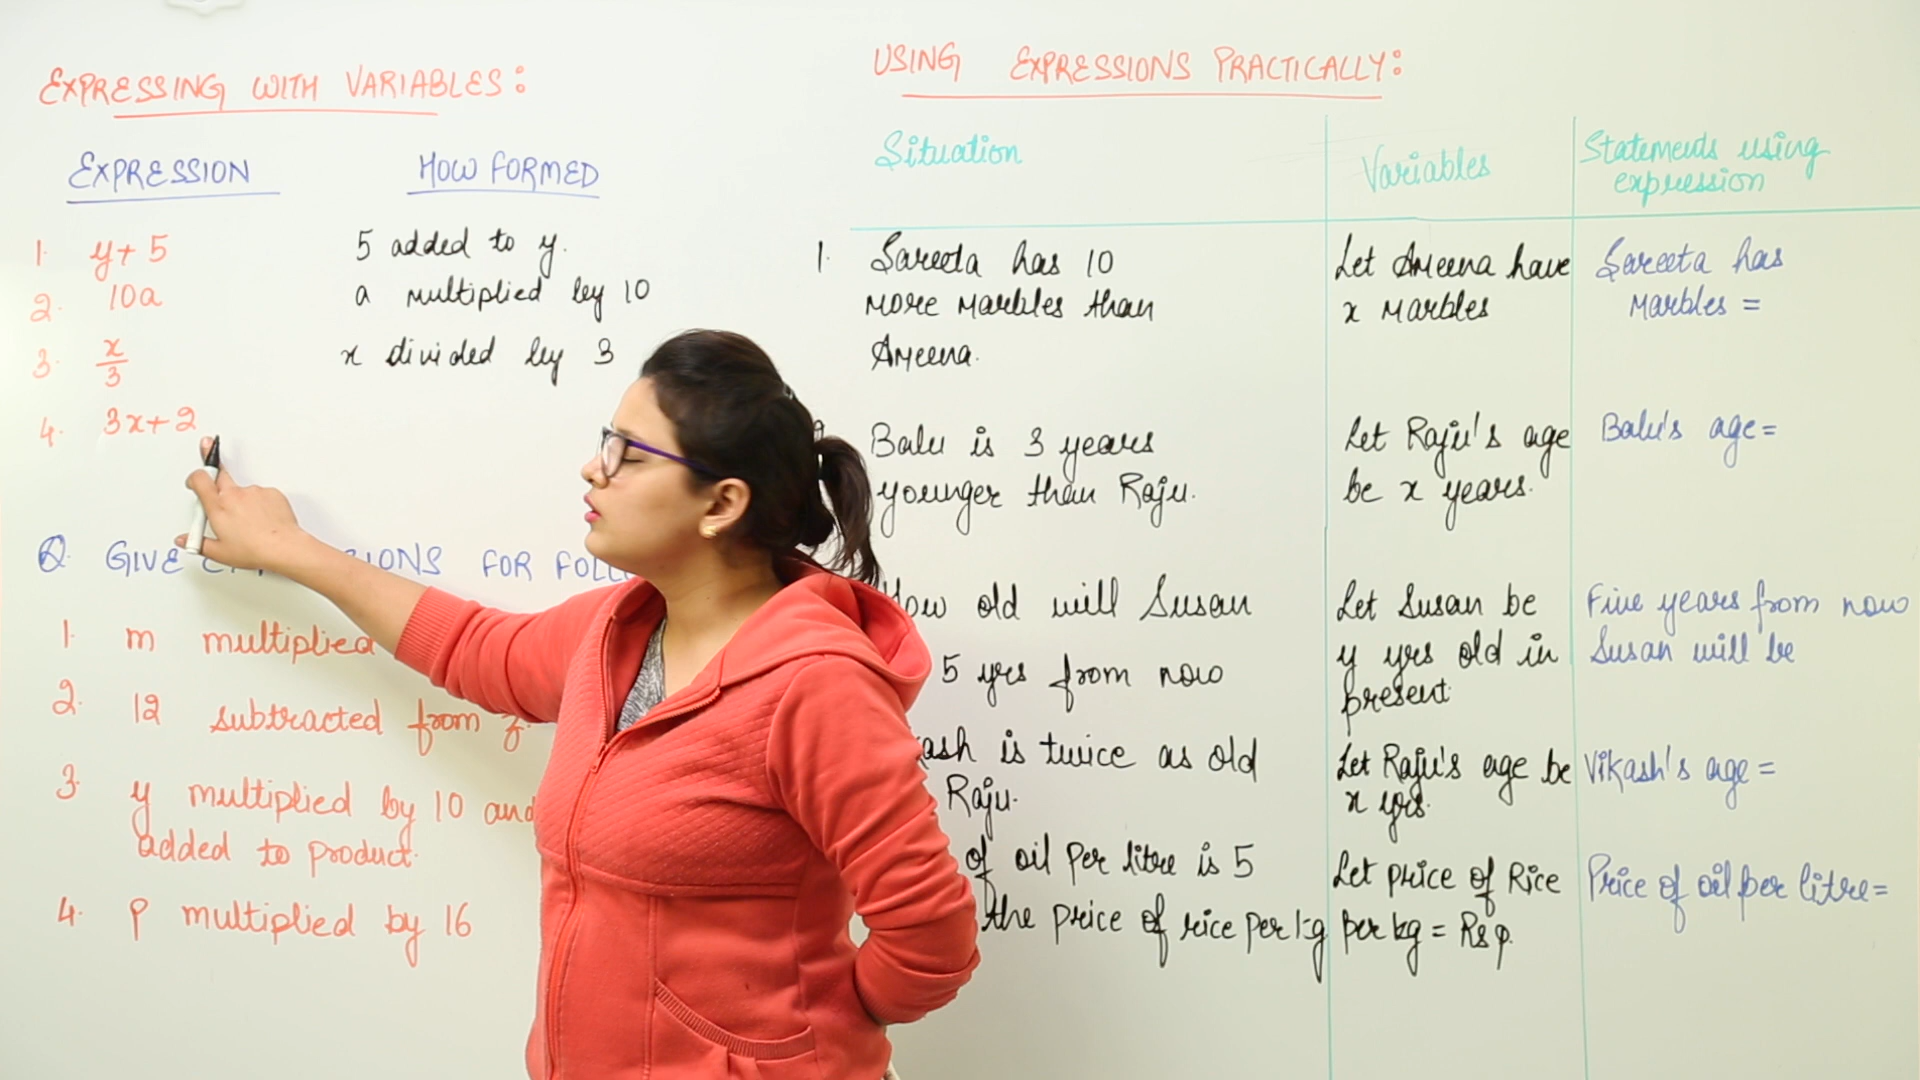 EXPRESSING WITH VARIABLES:
EXPRESSION HOW FORMED
1. y+5 5 added to y.
2. 10a a multiplied by 10
3. x/3 x divided by 3
4. 3x+2
Q. GIVE FOR
1. m multiplied
2. 12 subtracted from z.
3. y multiplied by 10 and
added to product.
4. p multiplied by 16
USING EXPRESSIONS PRACTICALLY:
Situation
Variables
Statements using
expression
1. Sareeta has 10
more marbles than
Ameena.
Let Ameena have
x marbles
Sareeta has
marbles =
Balu is 3 years
younger than Raju.
Let Raju's age
be x years.
Balu's age=
How old will Susan
5 yrs from now
Let Susan be
y yrs old in
present.
Five years from now
Susan will be
is twice as old
Raju.
Let Raju's age be
x yrs.
Vikash's age =
of oil per litre is 5
the price of rice per kg
Let price of Rice
per kg = Rs p.
Price of oil per litre=